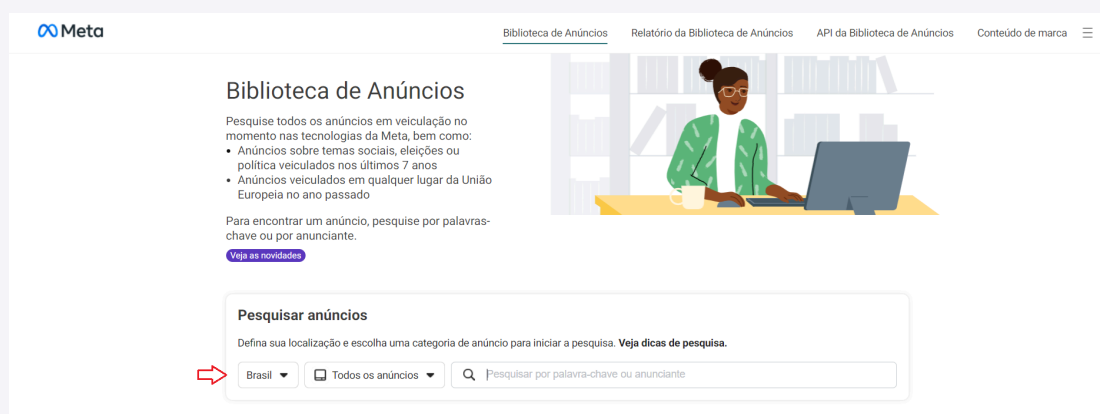 Meta
Biblioteca de Anúncios Relatório da Biblioteca de Anúncios API da Biblioteca de Anúncios Conteúdo de marca
Biblioteca de Anúncios
Pesquise todos os anúncios em veiculação no
momento nas tecnologias da Meta, bem como:
• Anúncios sobre temas sociais, eleições ou
política veiculados nos últimos 7 anos
• Anúncios veiculados em qualquer lugar da União
Europeia no ano passado
Para encontrar um anúncio, pesquise por palavras-
chave ou por anunciante.
Veja as novidades
Pesquisar anúncios
Defina sua localização e escolha uma categoria de anúncio para iniciar a pesquisa. Veja dicas de pesquisa.
Brasil Todos os anúncios Pesquisar por palavra-chave ou anunciante